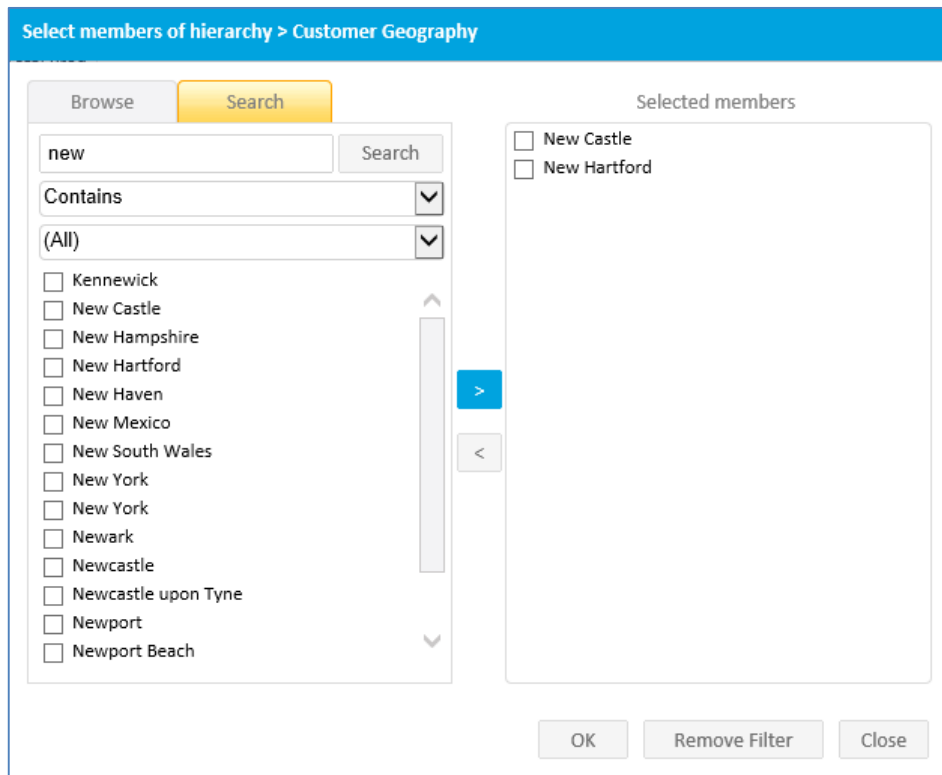 Select members of hierarchy > Customer Geography
Browse
Search
Selected members
new
Search
Contains
(All)
Kennewick
New Castle
New Hampshire
New Hartford
New Haven
New Mexico
New South Wales
New York
New York
Newark
Newcastle
Newcastle upon Tyne
Newport
Newport Beach
>
<
New Castle
New Hartford
OK
Remove Filter
Close